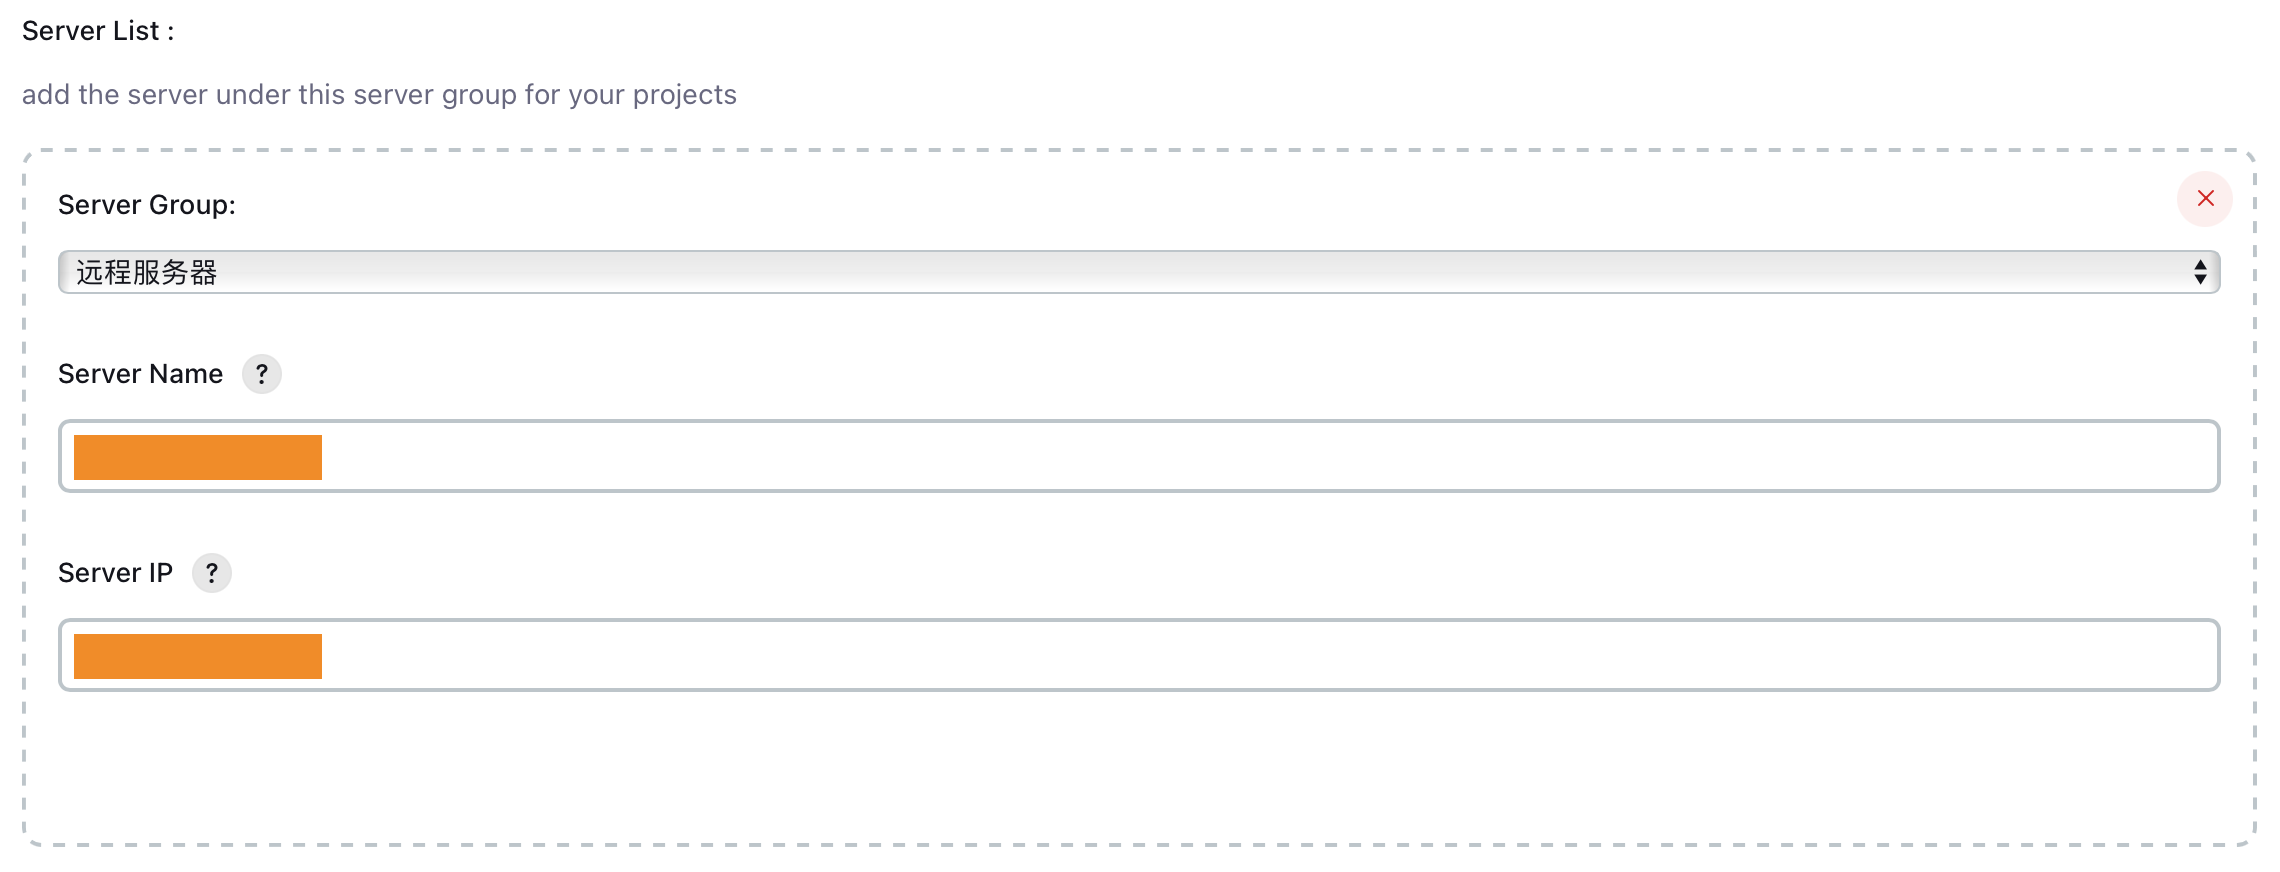 Server List :
add the server under this server group for your projects
Server Group:
远程服务器
Server Name ?
Server IP ?